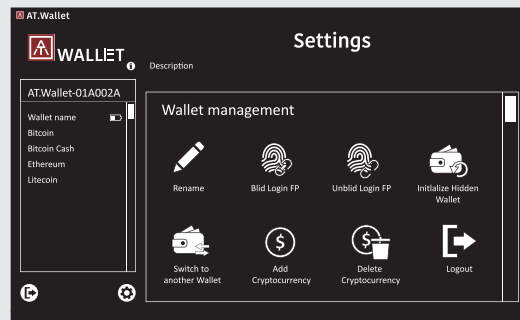 AT.Wallet
WALLET
Settings
Description
AT.Wallet-01A002A
Wallet name
Bitcoin
Bitcoin Cash
Ethereum
Litecoin
Wallet management
Rename
Blid Login FP
Unblid Login FP
Initlalize Hidden
Wallet
Switch to
another Wallet
Add
Cryptocurrency
Delete
Cryptocurrency
Logout